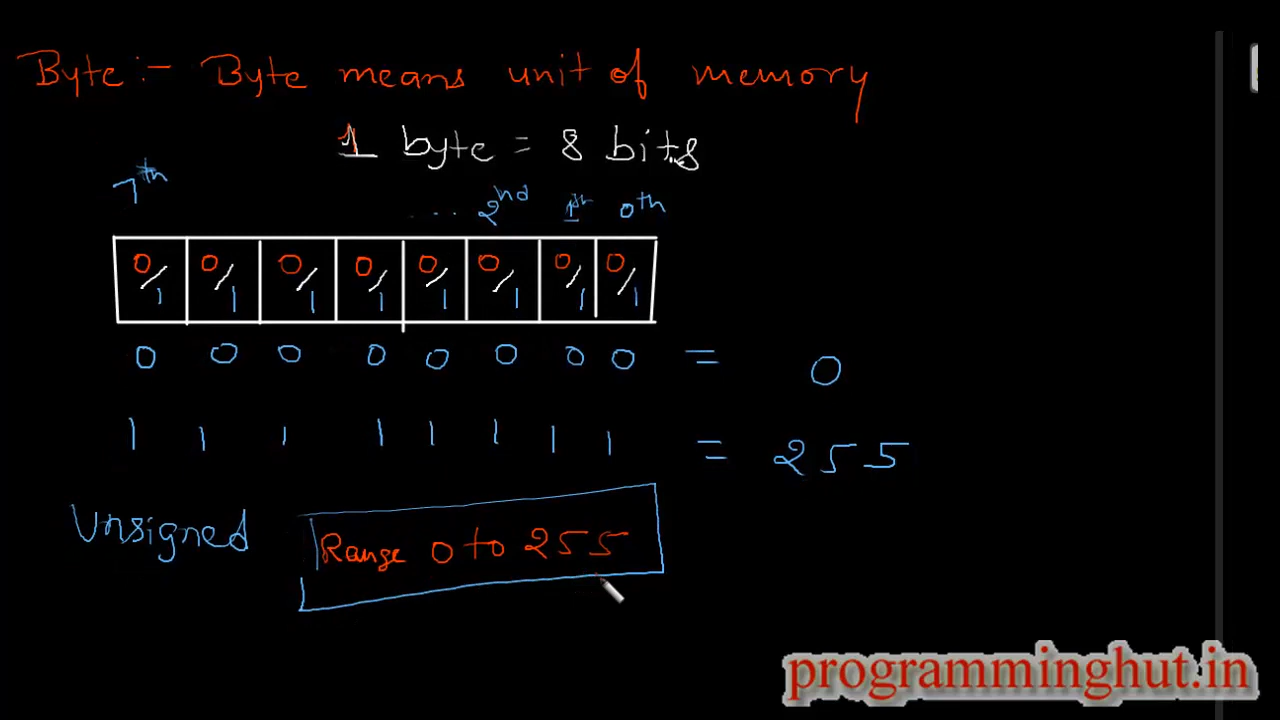 Byte :- Byte means unit of memory
1 byte = 8 bits
7th ... 2nd 1th 0th
0/1 0/1 0/1 0/1 0/1 0/1 0/1 0/1
0 0 0 0 0 0 0 0 = 0
1 1 1 1 1 1 1 1 = 255
Unsigned Range 0 to 255
programminghut.in